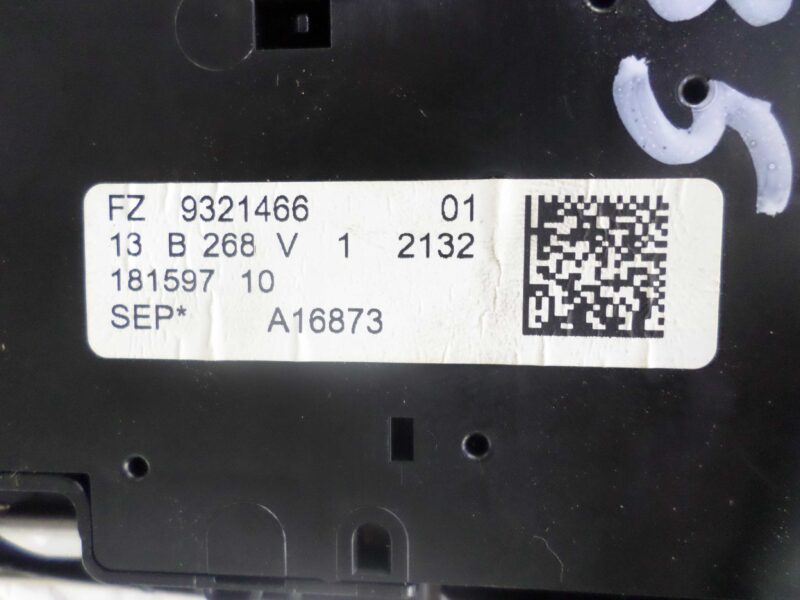 FZ 9321466 01
13 B 268 V 1 2132
181597 10
SEP* A16873